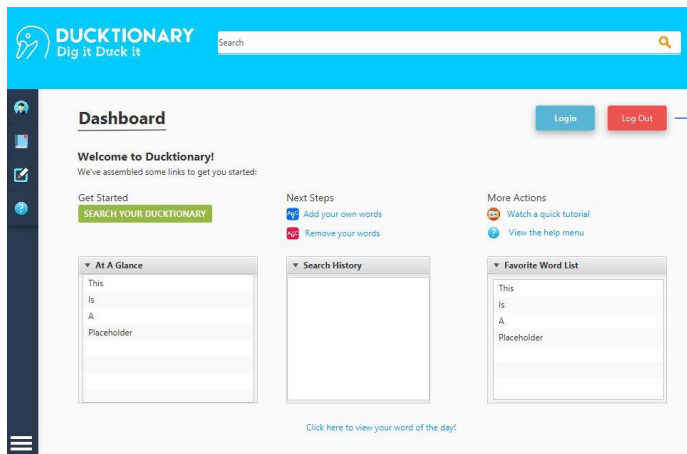 DUCKTIONARY
Dig it Duck it
Search
Dashboard
Login
Log Out
Welcome to Ducktionary!
We've assembled some links to get you started:
Get Started
SEARCH YOUR DUCKTIONARY
Next Steps
Add your own words
Remove your words
More Actions
Watch a quick tutorial
View the help menu
At A Glance
This
Is
A
Placeholder
Search History
Favorite Word List
This
Is
A
Placeholder
Click here to view your word of the day!